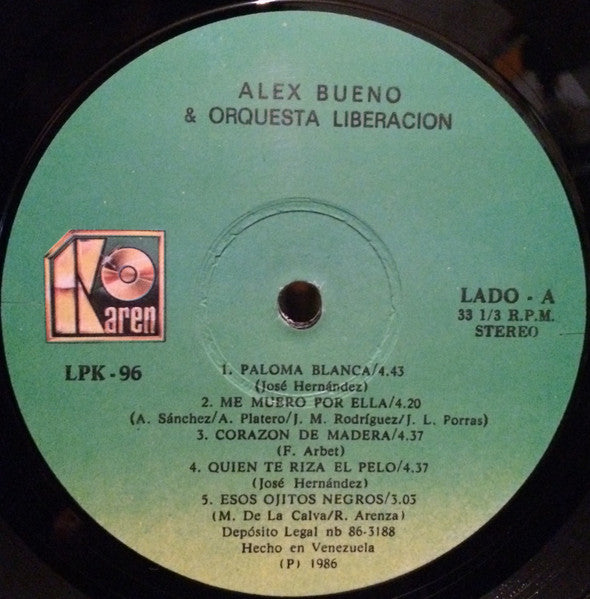 ALEX BUENO
& ORQUESTA LIBERACION
Karen
LPK - 96
LADO - A
33 1/3 R.P.M.
STEREO
1. PALOMA BLANCA/4.43
(José Hernández)
2. ME MUERO POR ELLA/4.20
(A. Sánchez/A. Platero/J. M. Rodríguez/J. L. Porras)
3. CORAZON DE MADERA/4.37
(F. Arbet)
4. QUIEN TE RIZA EL PELO/4.37
(José Hernández)
5. ESOS OJITOS NEGROS/3.03
(M. De La Calva/R. Arenza)
Depósito Legal nb 86-3188
Hecho en Venezuela
(P) 1986